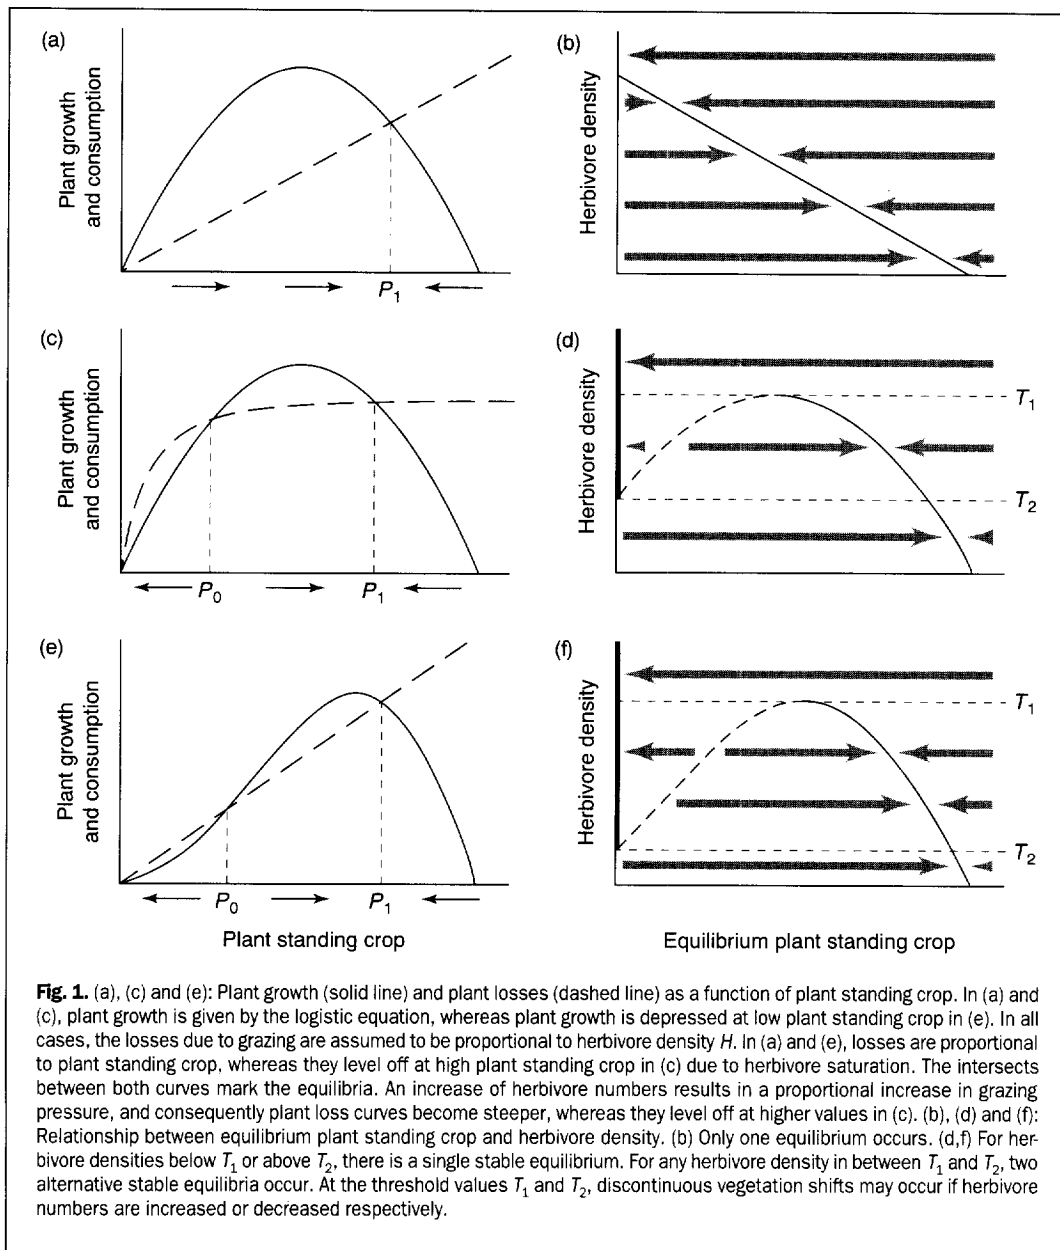 (a)
Plant growth
and consumption
P1
(b)
Herbivore density
(c)
Plant growth
and consumption
P0
P1
(d)
Herbivore density
T1
T2
(e)
Plant growth
and consumption
P0
P1
Plant standing crop
(f)
Herbivore density
T1
T2
Equilibrium plant standing crop
Fig. 1. (a), (c) and (e): Plant growth (solid line) and plant losses (dashed line) as a function of plant standing crop. In (a) and
(c), plant growth is given by the logistic equation, whereas plant growth is depressed at low plant standing crop in (e). In all
cases, the losses due to grazing are assumed to be proportional to herbivore density H. In (a) and (e), losses are proportional
to plant standing crop, whereas they level off at high plant standing crop in (c) due to herbivore saturation. The intersects
between both curves mark the equilibria. An increase of herbivore numbers results in a proportional increase in grazing
pressure, and consequently plant loss curves become steeper, whereas they level off at higher values in (c). (b), (d) and (f):
Relationship between equilibrium plant standing crop and herbivore density. (b) Only one equilibrium occurs. (d,f) For her-
bivore densities below T1 or above T2, there is a single stable equilibrium. For any herbivore density in between T1 and T2, two
alternative stable equilibria occur. At the threshold values T1 and T2, discontinuous vegetation shifts may occur if herbivore
numbers are increased or decreased respectively.